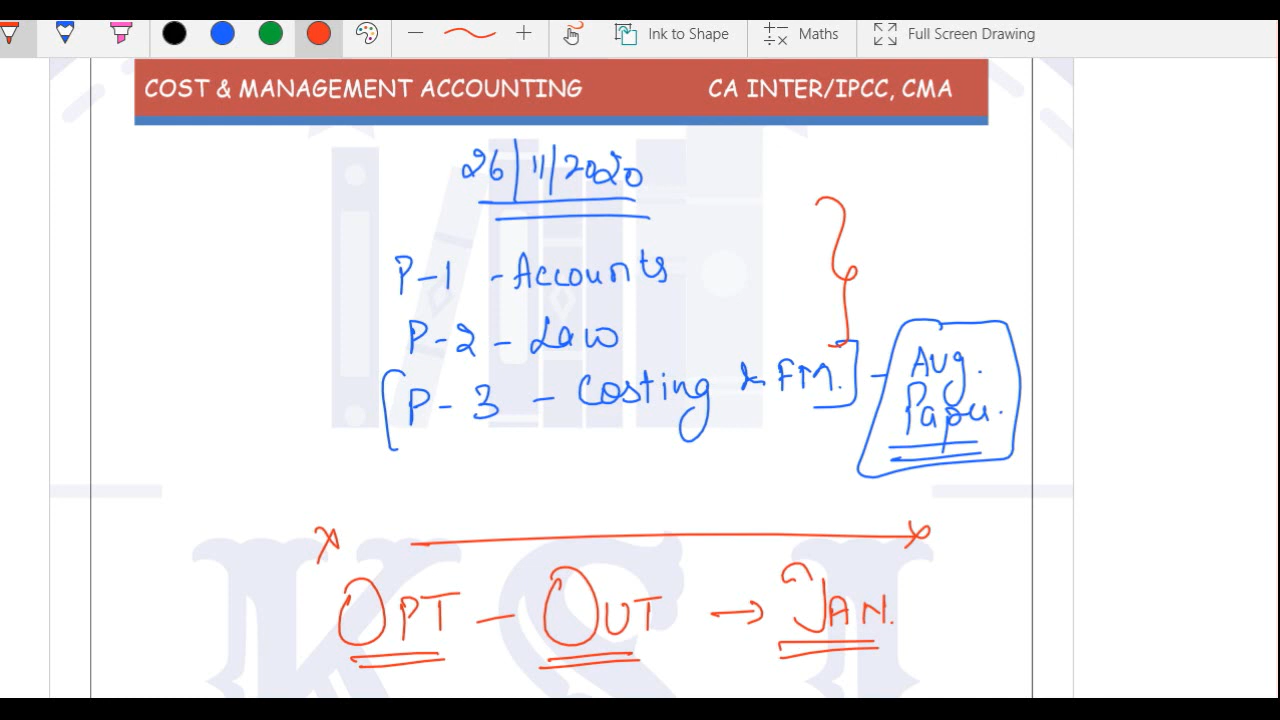 Ink to Shape Maths Full Screen Drawing
COST & MANAGEMENT ACCOUNTING CA INTER/IPCC, CMA
26/11/2020
P-1 - Accounts
P-2 - Law
P-3 - Costing & FM.
Aug.
Paper.
OPT - OUT → JAN.
KSI